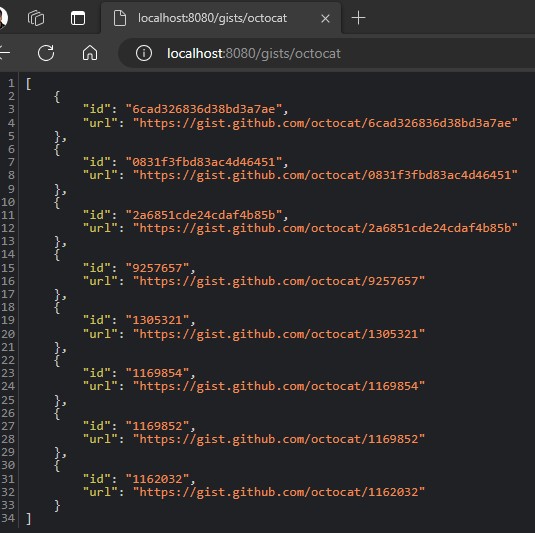 localhost:8080/gists/octocat
localhost:8080/gists/octocat
1 [
2     {
3         "id": "6cad326836d38bd3a7ae",
4         "url": "https://gist.github.com/octocat/6cad326836d38bd3a7ae"
5     },
6     {
7         "id": "0831f3fbd83ac4d46451",
8         "url": "https://gist.github.com/octocat/0831f3fbd83ac4d46451"
9     },
10     {
11         "id": "2a6851cde24cdaf4b85b",
12         "url": "https://gist.github.com/octocat/2a6851cde24cdaf4b85b"
13     },
14     {
15         "id": "9257657",
16         "url": "https://gist.github.com/octocat/9257657"
17     },
18     {
19         "id": "1305321",
20         "url": "https://gist.github.com/octocat/1305321"
21     },
22     {
23         "id": "1169854",
24         "url": "https://gist.github.com/octocat/1169854"
25     },
26     {
27         "id": "1169852",
28         "url": "https://gist.github.com/octocat/1169852"
29     },
30     {
31         "id": "1162032",
32         "url": "https://gist.github.com/octocat/1162032"
33     }
34 ]